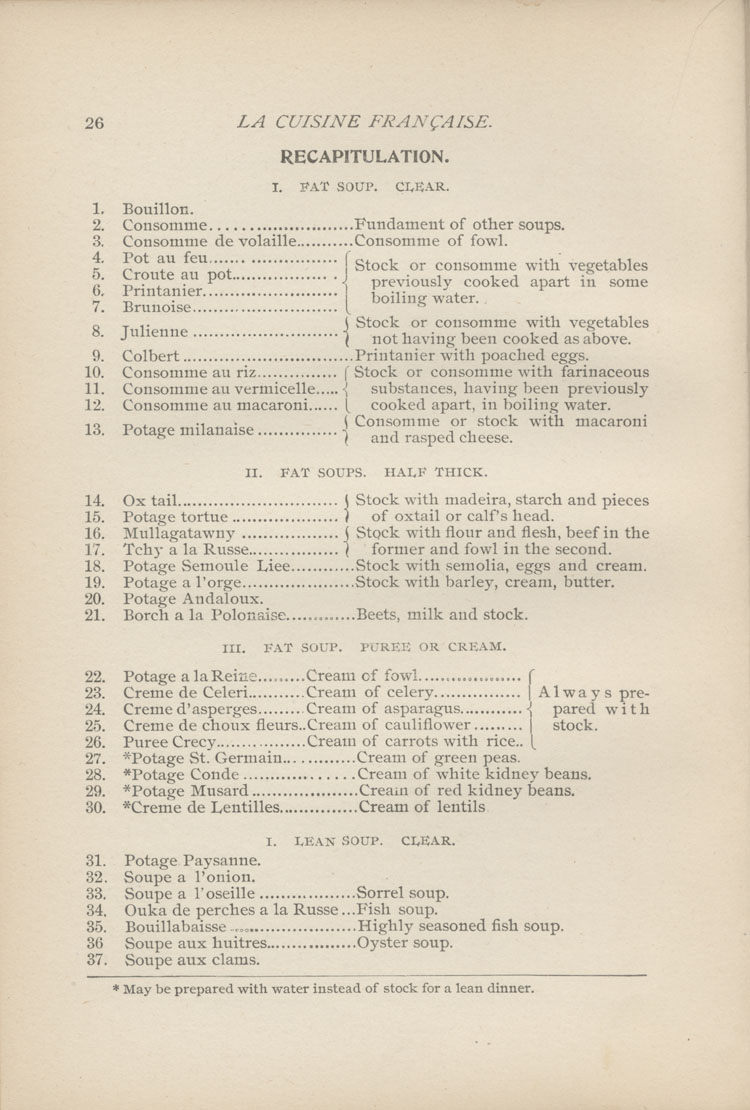 26 LA CUISINE FRANÇAISE.
RECAPITULATION.
I. FAT SOUP. CLEAR.
1. Bouillon.
2. Consomme........................Fundament of other soups.
3. Consomme de volaille..........Consomme of fowl.
4. Pot au feu...................... { Stock or consomme with vegetables
5. Croute au pot................... previously cooked apart in some
6. Printanier......................... boiling water.
7. Brunoise...........................
8. Julienne .......................... { Stock or consomme with vegetables
not having been cooked as above.
9. Colbert ..............................Printanier with poached eggs.
10. Consomme au riz............... { Stock or consomme with farinaceous
11. Consomme au vermicelle..... substances, having been previously
12. Consomme au macaroni...... cooked apart, in boiling water.
13. Potage milanaise ............... { Consomme or stock with macaroni
and rasped cheese.
II. FAT SOUPS. HALF THICK.
14. Ox tail.............................. { Stock with madeira, starch and pieces
15. Potage tortue .................... of oxtail or calf's head.
16. Mullagatawny .................. { Stock with flour and flesh, beef in the
17. Tchy a la Russe................. former and fowl in the second.
18. Potage Semoule Liee............Stock with semolia, eggs and cream.
19. Potage a l'orge.....................Stock with barley, cream, butter.
20. Potage Andaloux.
21. Borch a la Polonaise.............Beets, milk and stock.
III. FAT SOUP. PUREE OR CREAM.
22. Potage a la Reine.........Cream of fowl................... {
23. Creme de Celeri..........Cream of celery................ Always pre-
24. Creme d'asperges........Cream of asparagus............ pared with
25. Creme de choux fleurs..Cream of cauliflower ......... stock.
26. Puree Crecy................Cream of carrots with rice..
27. *Potage St. Germain..............Cream of green peas.
28. *Potage Conde .....................Cream of white kidney beans.
29. *Potage Musard ....................Cream of red kidney beans.
30. *Creme de Lentilles..............Cream of lentils
I. LEAN SOUP. CLEAR.
31. Potage Paysanne.
32. Soupe a l'onion.
33. Soupe a l'oseille ..................Sorrel soup.
34. Ouka de perches a la Russe...Fish soup.
35. Bouillabaisse ........................Highly seasoned fish soup.
36 Soupe aux huitres.................Oyster soup.
37. Soupe aux clams.
* May be prepared with water instead of stock for a lean dinner.